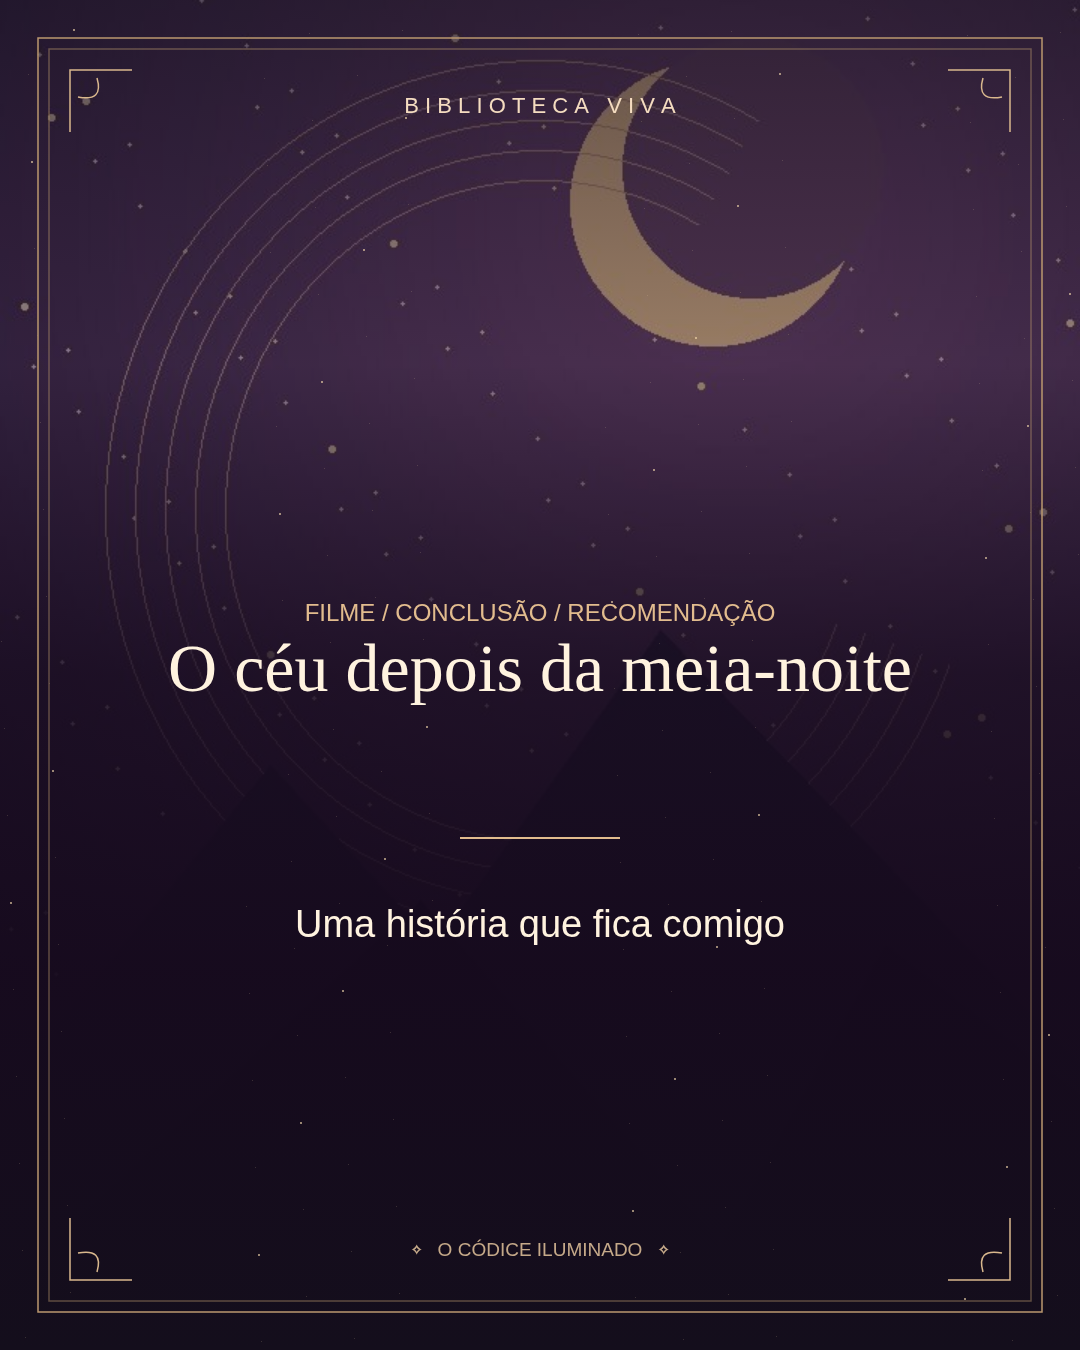 BIBLIOTECA VIVA
FILME / CONCLUSÃO / RECOMENDAÇÃO
O céu depois da meia-noite
Uma história que fica comigo
✧ O CÓDICE ILUMINADO ✧